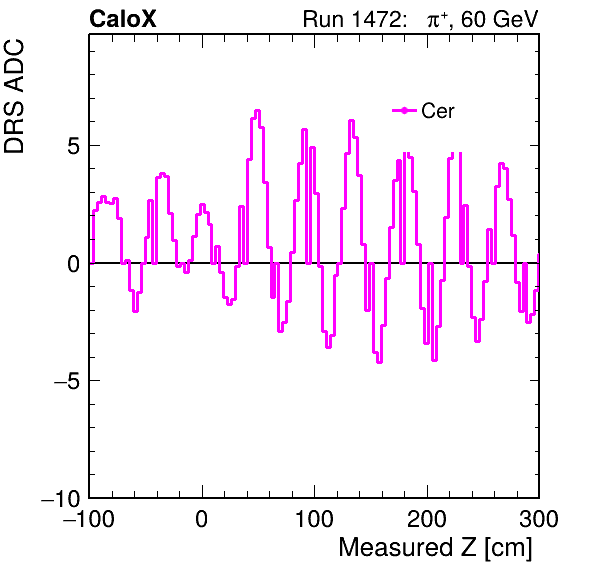 CaloX Run 1472: π⁺, 60 GeV
DRS ADC
Cer
5
0
−5
−10
−100 0 100 200 300
Measured Z [cm]